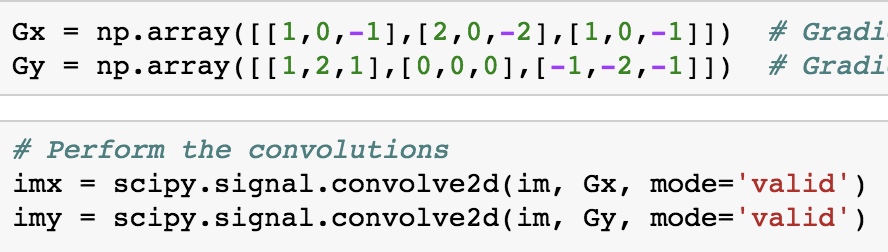 Gx = np.array([[1,0,-1],[2,0,-2],[1,0,-1]])  # Gradi
Gy = np.array([[1,2,1],[0,0,0],[-1,-2,-1]])  # Gradi
# Perform the convolutions
imx = scipy.signal.convolve2d(im, Gx, mode='valid')
imy = scipy.signal.convolve2d(im, Gy, mode='valid')